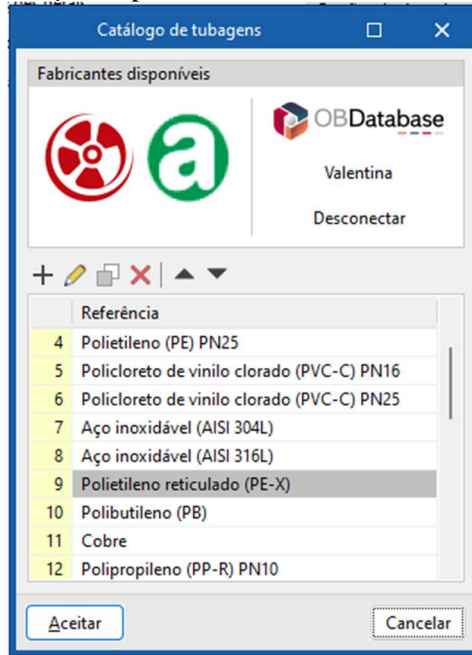 Catálogo de tubagens
Fabricantes disponíveis
a
OBDatabase
Valentina
Desconectar
Referência
4 Polietileno (PE) PN25
5 Policloreto de vinilo clorado (PVC-C) PN16
6 Policloreto de vinilo clorado (PVC-C) PN25
7 Aço inoxidável (AISI 304L)
8 Aço inoxidável (AISI 316L)
9 Polietileno reticulado (PE-X)
10 Polibutileno (PB)
11 Cobre
12 Polipropileno (PP-R) PN10
Aceitar
Cancelar